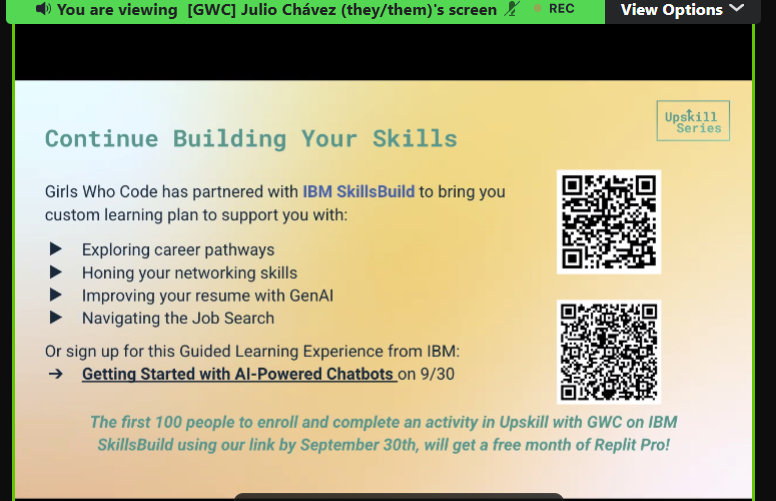 You are viewing [GWC] Julio Chávez (they/them)'s screen
REC
View Options
Upskill
Series
Continue Building Your Skills
Girls Who Code has partnered with IBM SkillsBuild to bring you
custom learning plan to support you with:
Exploring career pathways
Honing your networking skills
Improving your resume with GenAI
Navigating the Job Search
Or sign up for this Guided Learning Experience from IBM:
→ Getting Started with AI-Powered Chatbots on 9/30
The first 100 people to enroll and complete an activity in Upskill with GWC on IBM
SkillsBuild using our link by September 30th, will get a free month of Replit Pro!